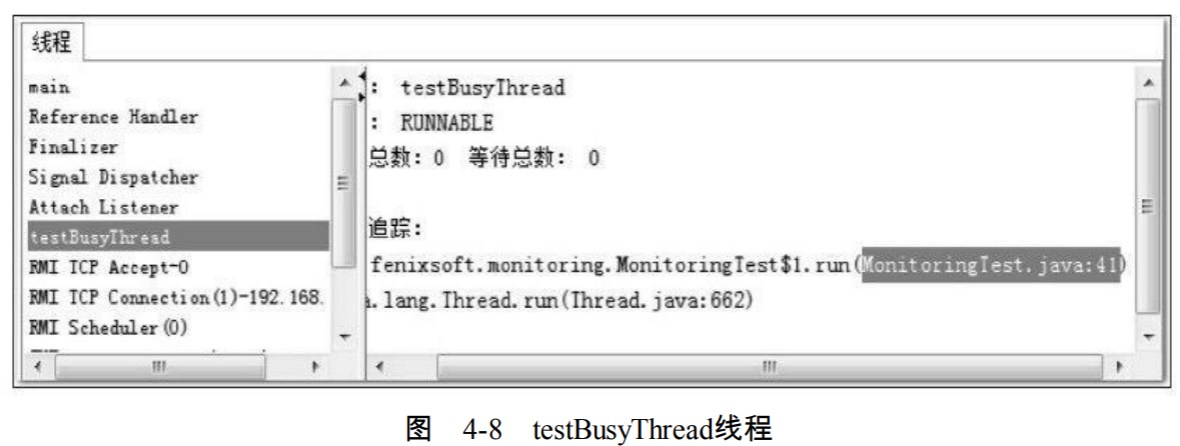 线程
main
Reference Handler
Finalizer
Signal Dispatcher
Attach Listener
testBusyThread
RMI TCP Accept-0
RMI TCP Connection(1)-192.168.
RMI Scheduler(0)
: testBusyThread
: RUNNABLE
总数: 0 等待总数: 0
追踪:
fenixsoft.monitoring.MonitoringTest$1.run(MonitoringTest.java:41)
a.lang.Thread.run(Thread.java:662)
图 4-8 testBusyThread线程